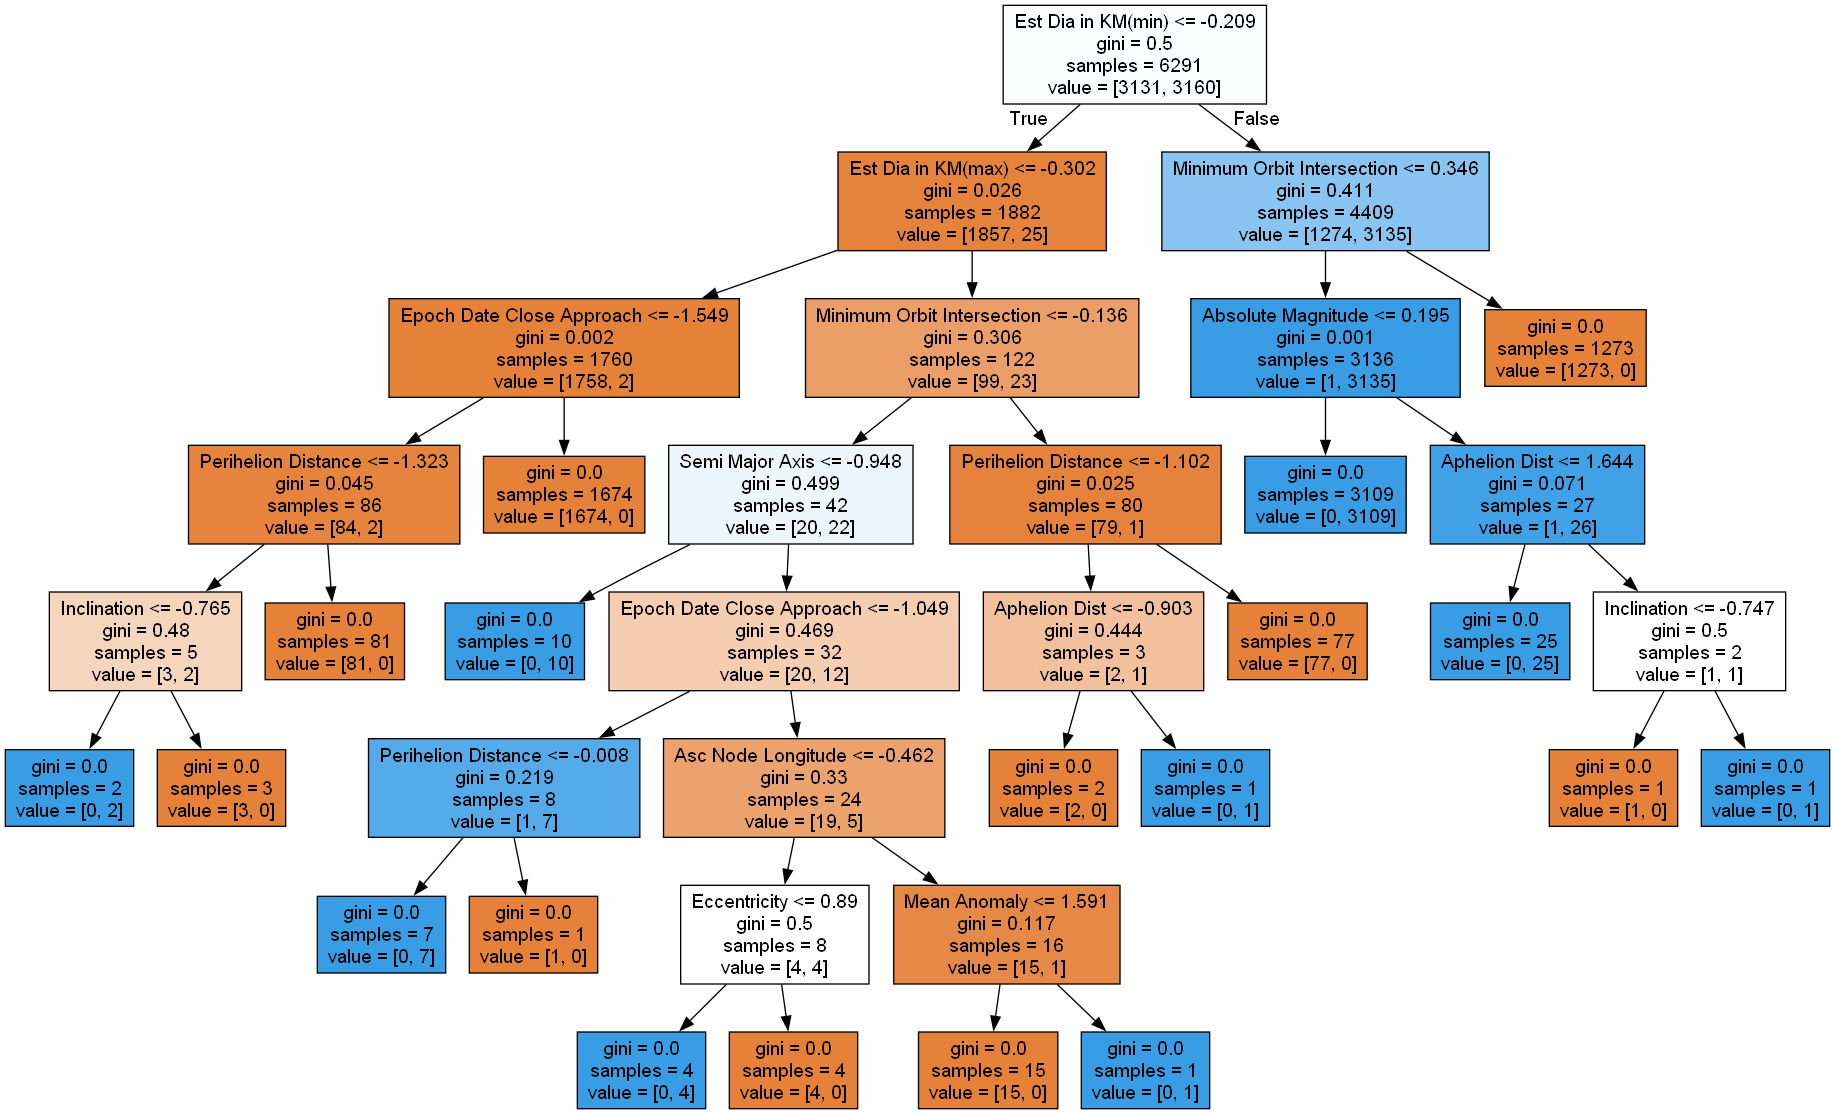 Est Dia in KM(min) <= -0.209
gini = 0.5
samples = 6291
value = [3131, 3160]
True
False
Est Dia in KM(max) <= -0.302
gini = 0.026
samples = 1882
value = [1857, 25]
Minimum Orbit Intersection <= 0.346
gini = 0.411
samples = 4409
value = [1274, 3135]
Epoch Date Close Approach <= -1.549
gini = 0.002
samples = 1760
value = [1758, 2]
Minimum Orbit Intersection <= -0.136
gini = 0.306
samples = 122
value = [99, 23]
Absolute Magnitude <= 0.195
gini = 0.001
samples = 3136
value = [1, 3135]
gini = 0.0
samples = 1273
value = [1273, 0]
Perihelion Distance <= -1.323
gini = 0.045
samples = 86
value = [84, 2]
gini = 0.0
samples = 1674
value = [1674, 0]
Semi Major Axis <= -0.948
gini = 0.499
samples = 42
value = [20, 22]
Perihelion Distance <= -1.102
gini = 0.025
samples = 80
value = [79, 1]
gini = 0.0
samples = 3109
value = [0, 3109]
Aphelion Dist <= 1.644
gini = 0.071
samples = 27
value = [1, 26]
Inclination <= -0.765
gini = 0.48
samples = 5
value = [3, 2]
gini = 0.0
samples = 81
value = [81, 0]
gini = 0.0
samples = 10
value = [0, 10]
Epoch Date Close Approach <= -1.049
gini = 0.469
samples = 32
value = [20, 12]
Aphelion Dist <= -0.903
gini = 0.444
samples = 3
value = [2, 1]
gini = 0.0
samples = 77
value = [77, 0]
gini = 0.0
samples = 25
value = [0, 25]
Inclination <= -0.747
gini = 0.5
samples = 2
value = [1, 1]
gini = 0.0
samples = 2
value = [0, 2]
gini = 0.0
samples = 3
value = [3, 0]
Perihelion Distance <= -0.008
gini = 0.219
samples = 8
value = [1, 7]
Asc Node Longitude <= -0.462
gini = 0.33
samples = 24
value = [19, 5]
gini = 0.0
samples = 2
value = [2, 0]
gini = 0.0
samples = 1
value = [0, 1]
gini = 0.0
samples = 1
value = [1, 0]
gini = 0.0
samples = 1
value = [0, 1]
gini = 0.0
samples = 7
value = [0, 7]
gini = 0.0
samples = 1
value = [1, 0]
Eccentricity <= 0.89
gini = 0.5
samples = 8
value = [4, 4]
Mean Anomaly <= 1.591
gini = 0.117
samples = 16
value = [15, 1]
gini = 0.0
samples = 4
value = [0, 4]
gini = 0.0
samples = 4
value = [4, 0]
gini = 0.0
samples = 15
value = [15, 0]
gini = 0.0
samples = 1
value = [0, 1]